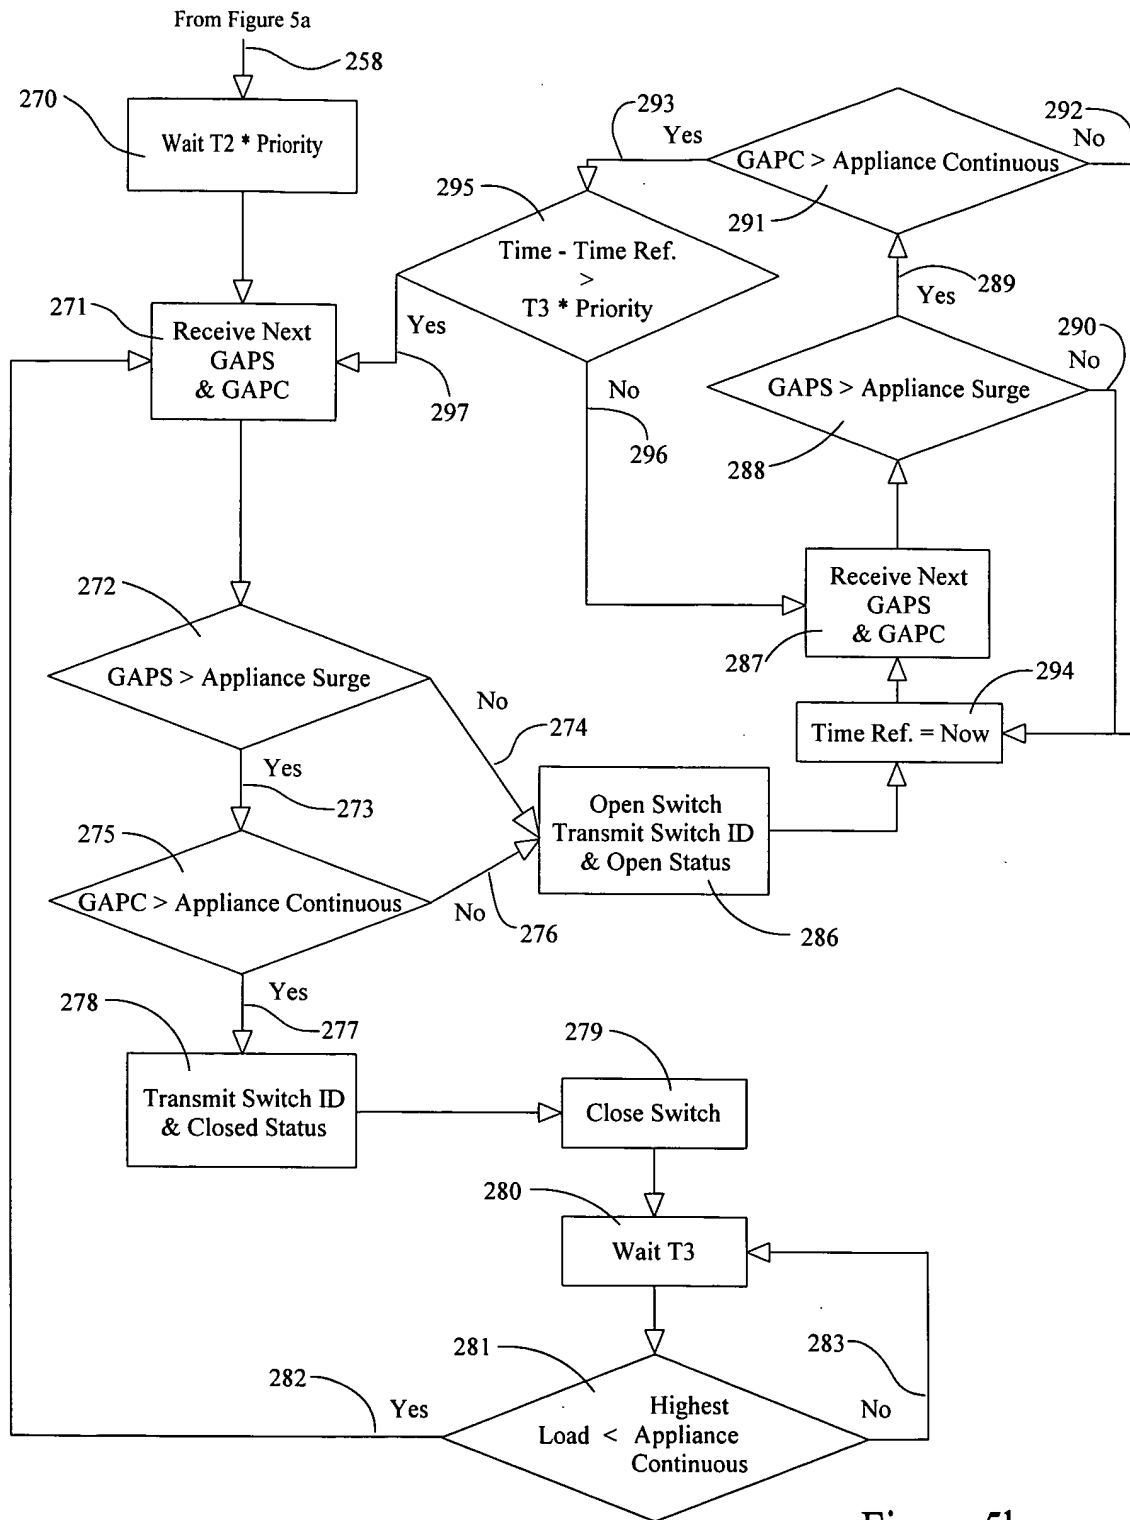 From Figure 5a
258
270
Wait T2 * Priority
293
Yes
292
No
GAPC > Appliance Continuous
291
295
Time - Time Ref.
>
T3 * Priority
289
Yes
271
Receive Next
GAPS
& GAPC
Yes
297
No
296
290
No
GAPS > Appliance Surge
288
272
GAPS > Appliance Surge
No
274
Receive Next
GAPS
& GAPC
287
294
Time Ref. = Now
Yes
273
275
GAPC > Appliance Continuous
No
276
Open Switch
Transmit Switch ID
& Open Status
286
278
Yes
277
Transmit Switch ID
& Closed Status
279
Close Switch
280
Wait T3
281
282
Yes
283
No
Highest
Load < Appliance
Continuous